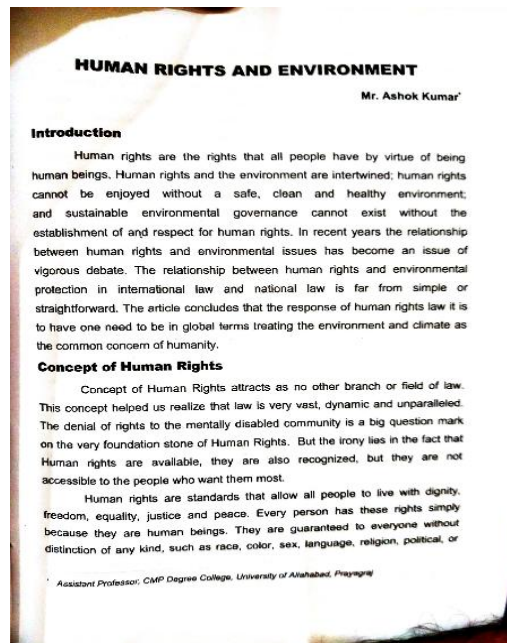 HUMAN RIGHTS AND ENVIRONMENT
Mr. Ashok Kumar*
Introduction
Human rights are the rights that all people have by virtue of being
human beings. Human rights and the environment are intertwined; human rights
cannot be enjoyed without a safe, clean and healthy environment;
and sustainable environmental governance cannot exist without the
establishment of and respect for human rights. In recent years the relationship
between human rights and environmental issues has become an issue of
vigorous debate. The relationship between human rights and environmental
protection in international law and national law is far from simple or
straightforward. The article concludes that the response of human rights law it is
to have one need to be in global terms treating the environment and climate as
the common concern of humanity.
Concept of Human Rights
Concept of Human Rights attracts as no other branch or field of law.
This concept helped us realize that law is very vast, dynamic and unparalleled.
The denial of rights to the mentally disabled community is a big question mark
on the very foundation stone of Human Rights. But the irony lies in the fact that
Human rights are available, they are also recognized, but they are not
accessible to the people who want them most.
Human rights are standards that allow all people to live with dignity,
freedom, equality, justice and peace. Every person has these rights simply
because they are human beings. They are guaranteed to everyone without
distinction of any kind, such as race, color, sex, language, religion, political, or
* Assistant Professor, CMP Degree College, University of Allahabad, Prayagraj